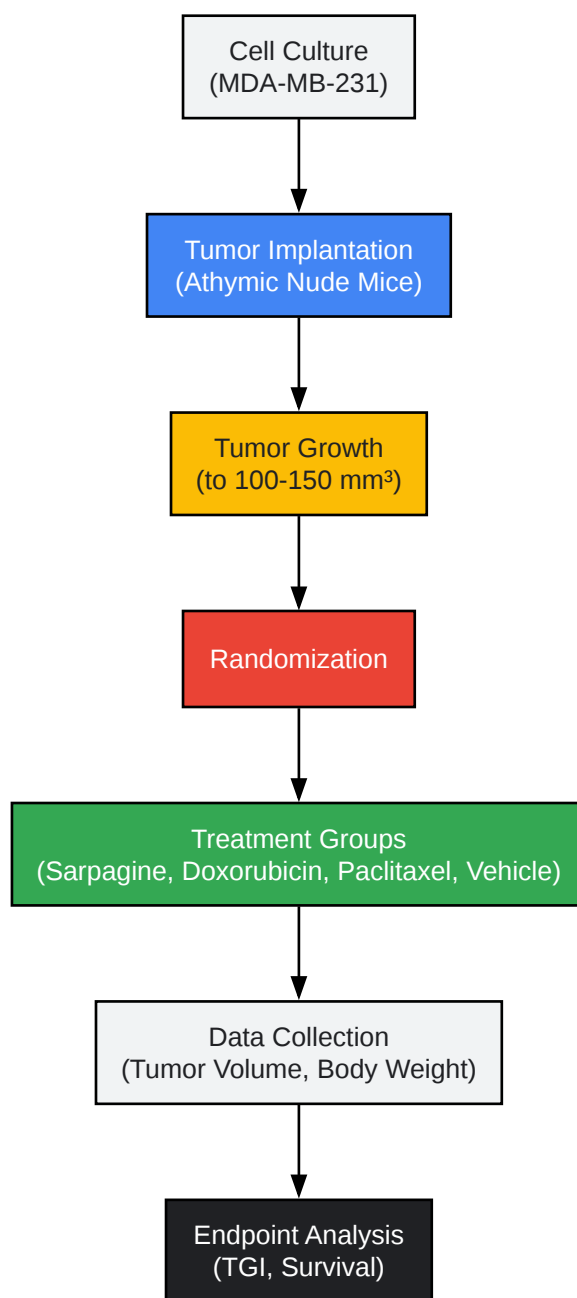 Cell Culture
(MDA-MB-231)
Tumor Implantation
(Athymic Nude Mice)
Tumor Growth
(to 100-150 mm³)
Randomization
Treatment Groups
(Sarpagine, Doxorubicin, Paclitaxel, Vehicle)
Data Collection
(Tumor Volume, Body Weight)
Endpoint Analysis
(TGI, Survival)